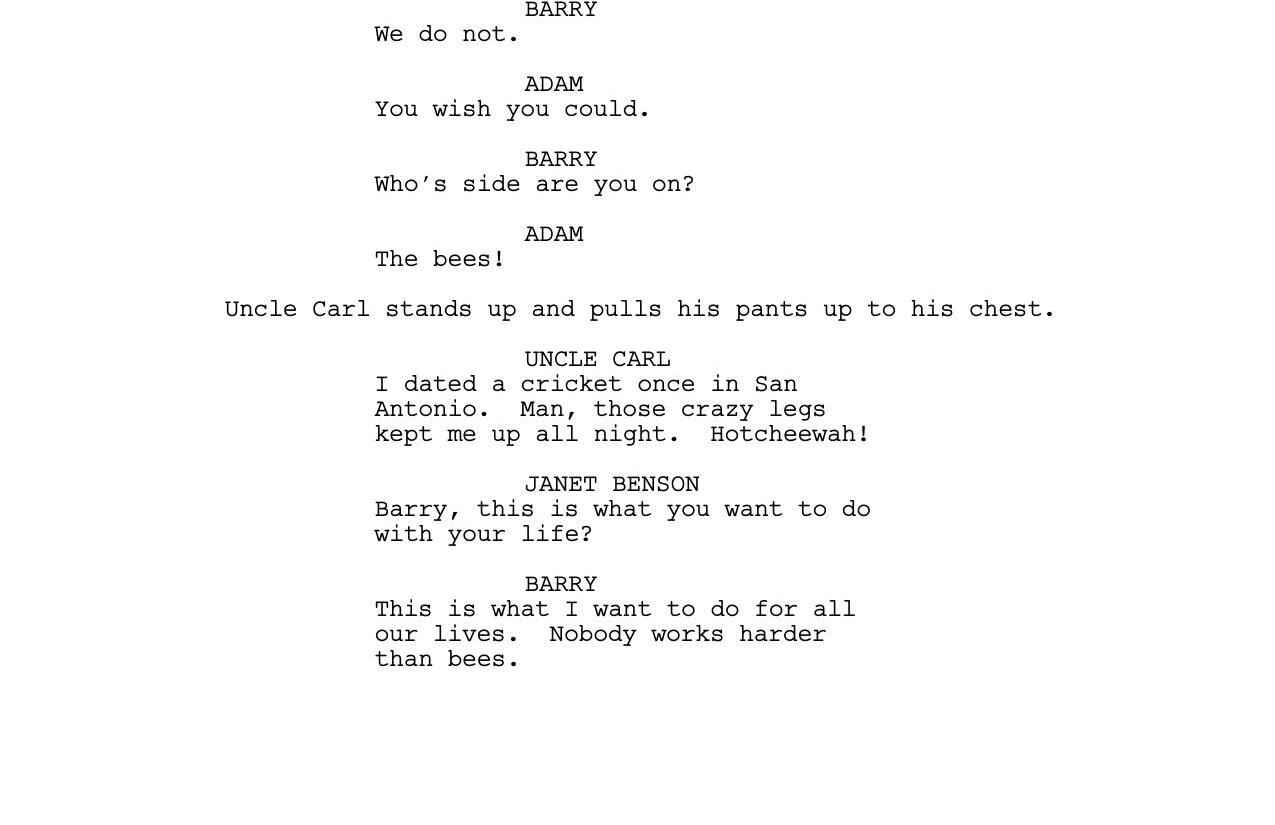 BARRY
We do not.
ADAM
You wish you could.
BARRY
Who’s side are you on?
ADAM
The bees!
Uncle Carl stands up and pulls his pants up to his chest.
UNCLE CARL
I dated a cricket once in San
Antonio.  Man, those crazy legs
kept me up all night.  Hotcheewah!
JANET BENSON
Barry, this is what you want to do
with your life?
BARRY
This is what I want to do for all
our lives.  Nobody works harder
than bees.